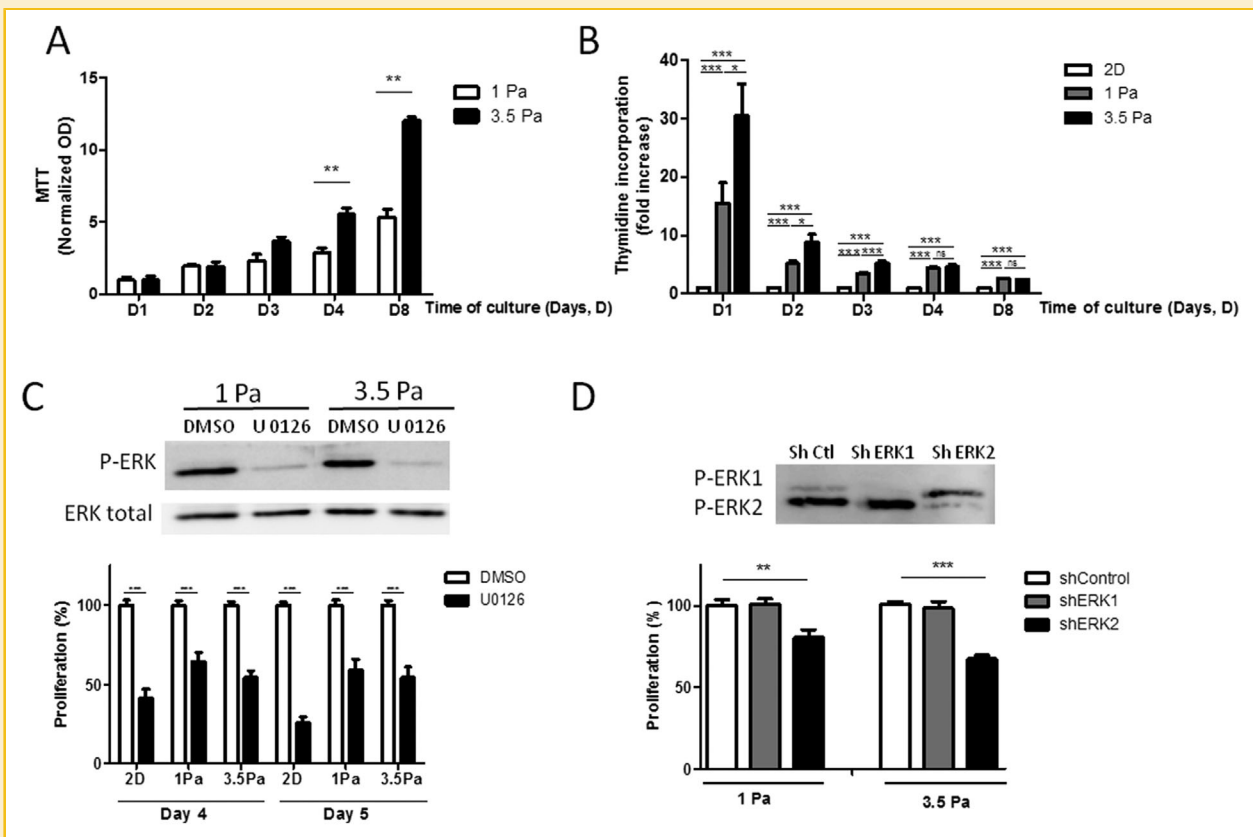 A
MTT
(Normalized OD)
15
10
5
0
**
**
1 Pa
3.5 Pa
D1 D2 D3 D4 D8 Time of culture (Days, D)
B
Thymidine incorporation
(fold increase)
40
30
20
10
0
***
*** *
***
*** *
***
*** ***
***
*** ns
***
*** ns
2D
1 Pa
3.5 Pa
D1 D2 D3 D4 D8 Time of culture (Days, D)
C
1 Pa 3.5 Pa
DMSO U 0126 DMSO U 0126
P-ERK
ERK total
Proliferation (%)
100
50
0
DMSO
U0126
2D 1Pa 3.5Pa 2D 1Pa 3.5Pa
Day 4 Day 5
D
Sh Ctl Sh ERK1 Sh ERK2
P-ERK1
P-ERK2
Proliferation (% )
100
50
0
** ***
shControl
shERK1
shERK2
1 Pa 3.5 Pa